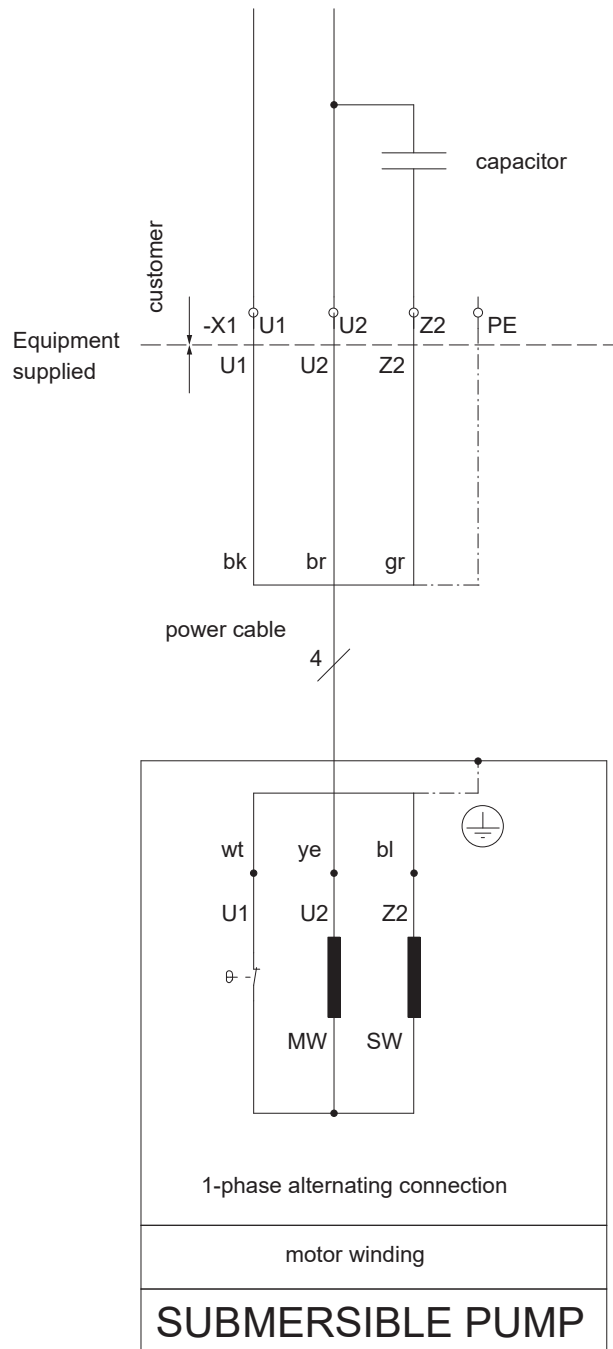 capacitor
customer
-X1 U1 U2 Z2 PE
Equipment
supplied
U1 U2 Z2
bk br gr
power cable
4
wt ye bl
U1 U2 Z2
MW SW
1-phase alternating connection
motor winding
SUBMERSIBLE PUMP